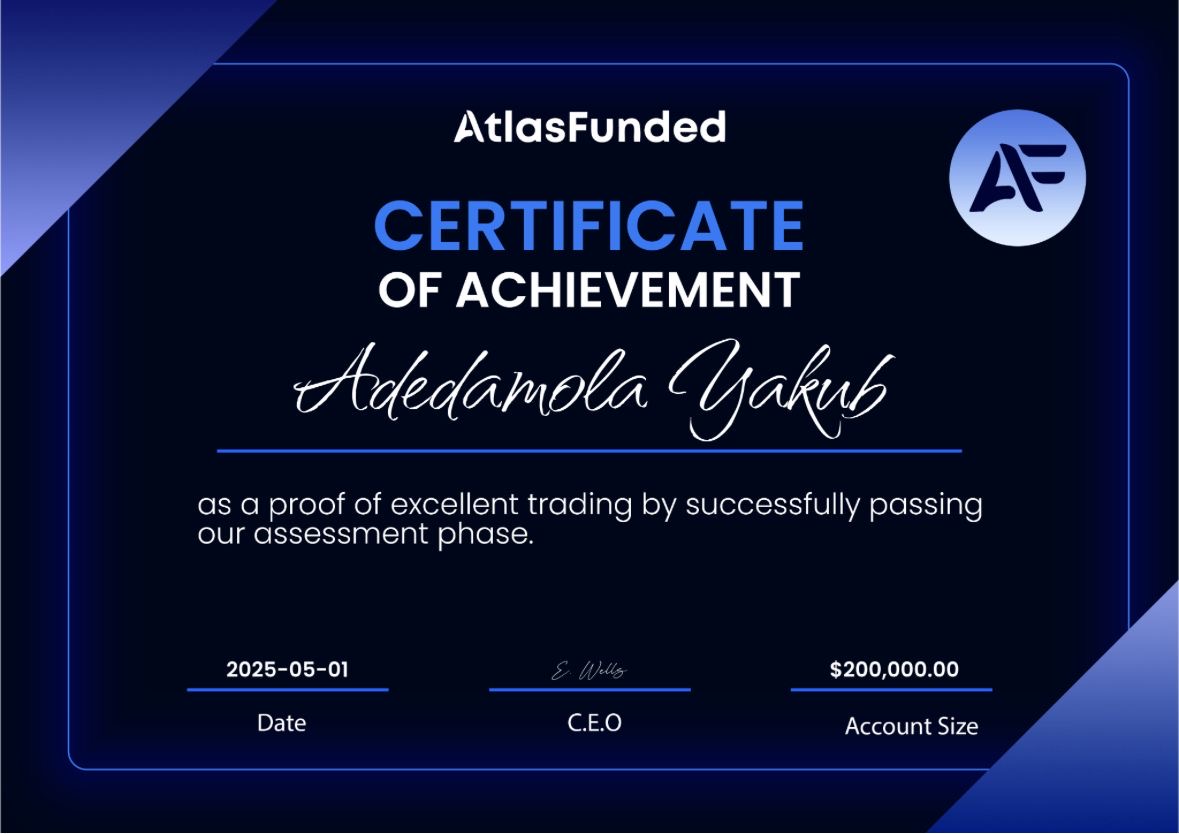 AtlasFunded
AF
CERTIFICATE
OF ACHIEVEMENT
Adedamola Yakub
as a proof of excellent trading by successfully passing
our assessment phase.
2025-05-01
E. Wells
$200,000.00
Date
C.E.O
Account Size